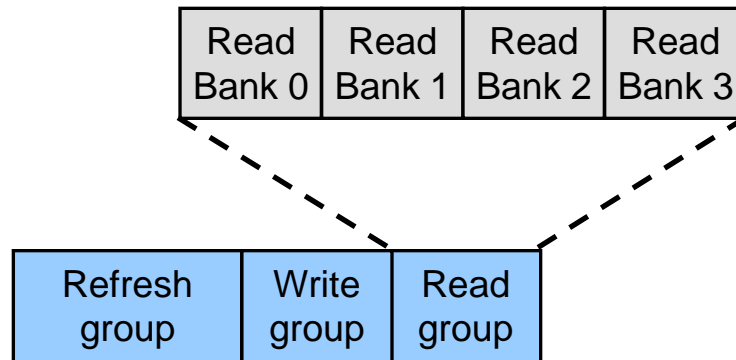 Read Read Read Read
Bank 0 Bank 1 Bank 2 Bank 3
Refresh Write Read
group group group